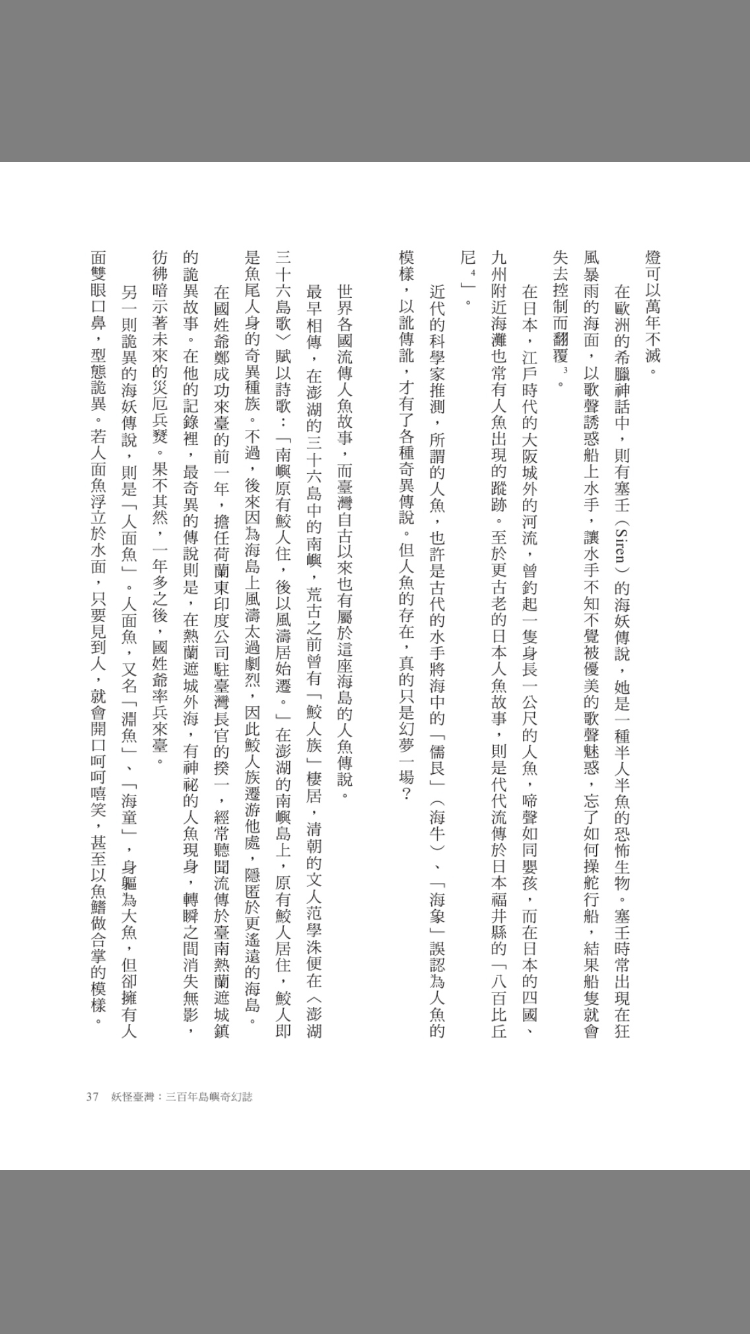 燈可以萬年不滅。
在歐洲的希臘神話中，則有塞壬（Siren）的海妖傳說，她是一種半人半魚的恐怖生物。塞壬時常出現在狂
風暴雨的海面，以歌聲誘惑船上水手，讓水手不知不覺被優美的歌聲魅惑，忘了如何操舵行船，結果船隻就會
失去控制而翻覆3。
在日本，江戶時代的大阪城外的河流，曾釣起一隻身長一公尺的人魚，啼聲如同嬰孩，而在日本的四國、
九州附近海灘也常有人魚出現的蹤跡。至於更古老的日本人魚故事，則是代代流傳於日本福井縣的「八百比丘
尼4」。
近代的科學家推測，所謂的人魚，也許是古代的水手將海中的「儒艮」（海牛）、「海象」誤認為人魚的
模樣，以訛傳訛，才有了各種奇異傳說。但人魚的存在，真的只是幻夢一場？
世界各國流傳人魚故事，而臺灣自古以來也有屬於這座海島的人魚傳說。
最早相傳，在澎湖的三十六島中的南嶼，荒古之前曾有「鮫人族」棲居，清朝的文人范學洙便在〈澎湖
三十六島歌〉賦以詩歌：「南嶼原有鮫人住，後以風濤居始遷。」在澎湖的南嶼島上，原有鮫人居住，鮫人即
是魚尾人身的奇異種族。不過，後來因為海島上風濤太過劇烈，因此鮫人族遷游他處，隱匿於更遙遠的海島。
在國姓爺鄭成功來臺的前一年，擔任荷蘭東印度公司駐臺灣長官的揆一，經常聽聞流傳於臺南熱蘭遮城鎮
的詭異故事。在他的記錄裡，最奇異的傳說則是，在熱蘭遮城外海，有神祕的人魚現身，轉瞬之間消失無影，
彷彿暗示著未來的災厄兵燹。果不其然，一年多之後，國姓爺率兵來臺。
另一則詭異的海妖傳說，則是「人面魚」。人面魚，又名「淵魚」、「海童」，身軀為大魚，但卻擁有人
面雙眼口鼻，型態詭異。若人面魚浮立於水面，只要見到人，就會開口呵呵嘻笑，甚至以魚鰭做合掌的模樣。
37 妖怪臺灣：三百年島嶼奇幻誌